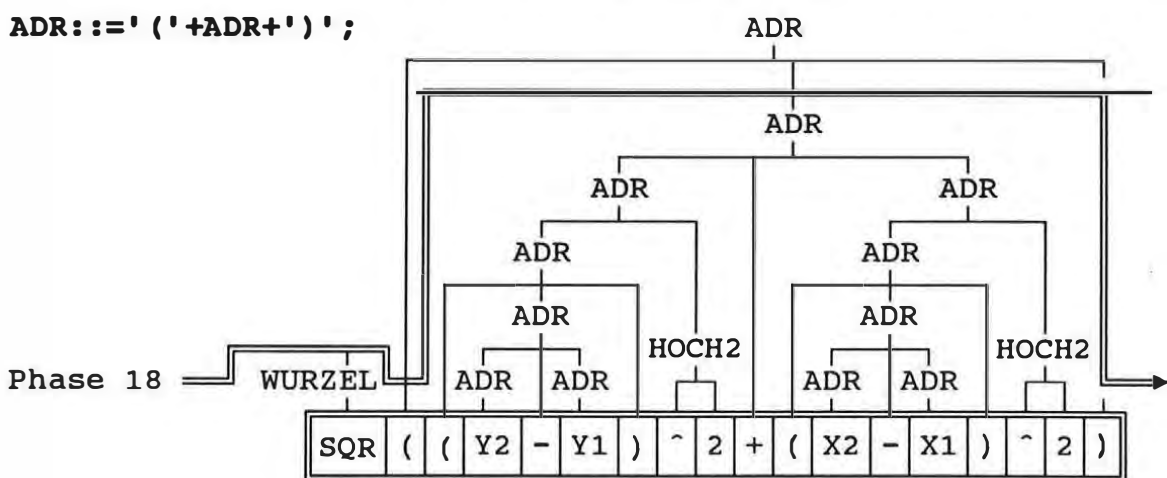 ADR::='('+ADR+')';
ADR
ADR
ADR ADR
ADR ADR
ADR ADR
HOCH2 HOCH2
Phase 18 WURZEL ADR ADR ADR ADR
SQR ( ( Y2 - Y1 ) ^ 2 + ( X2 - X1 ) ^ 2 )